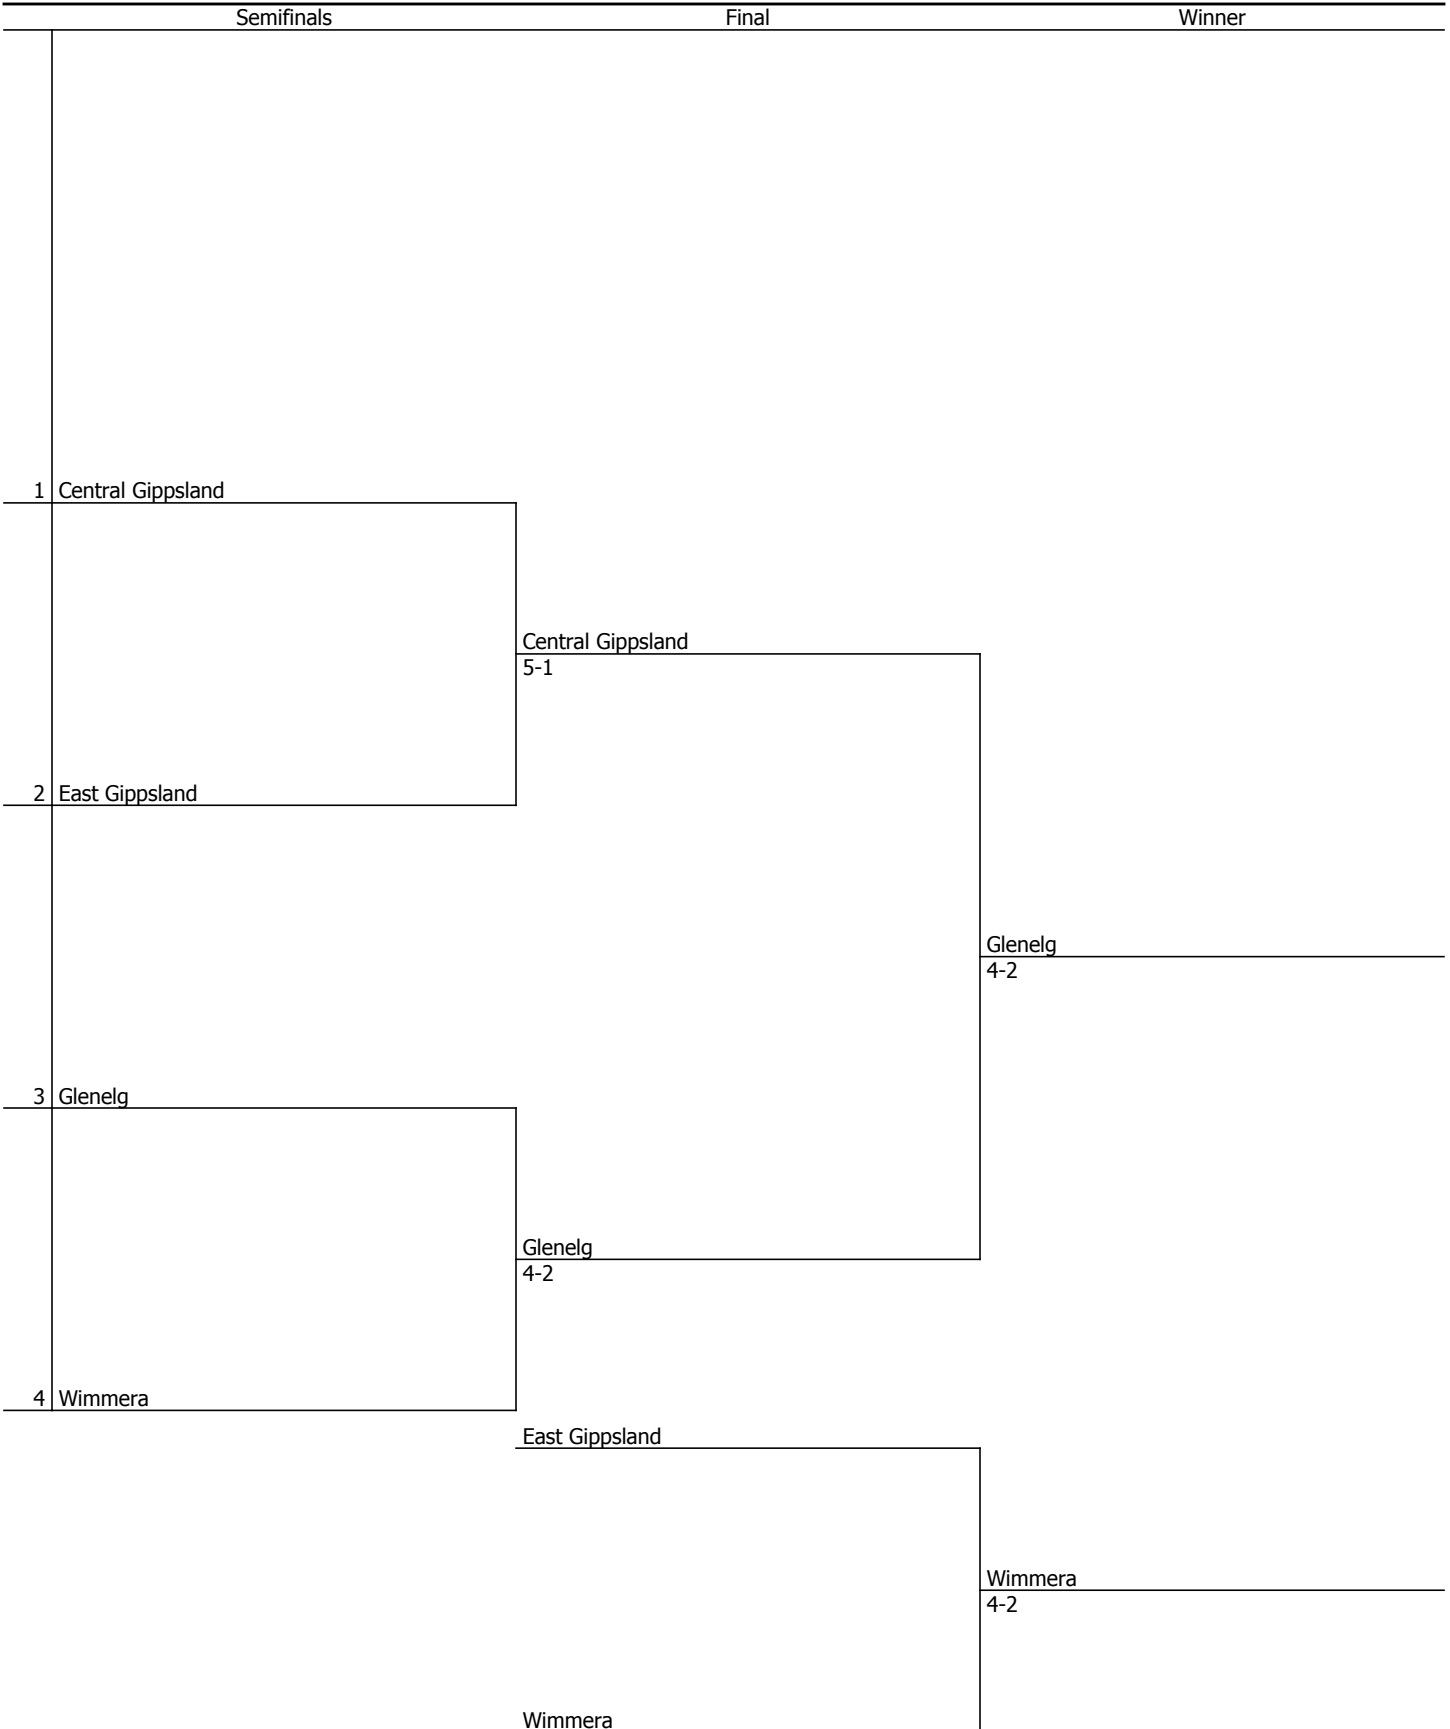 Semifinals Final Winner
1 Central Gippsland
Central Gippsland
5-1
2 East Gippsland
Glenelg
4-2
3 Glenelg
Glenelg
4-2
4 Wimmera
East Gippsland
Wimmera
4-2
Wimmera